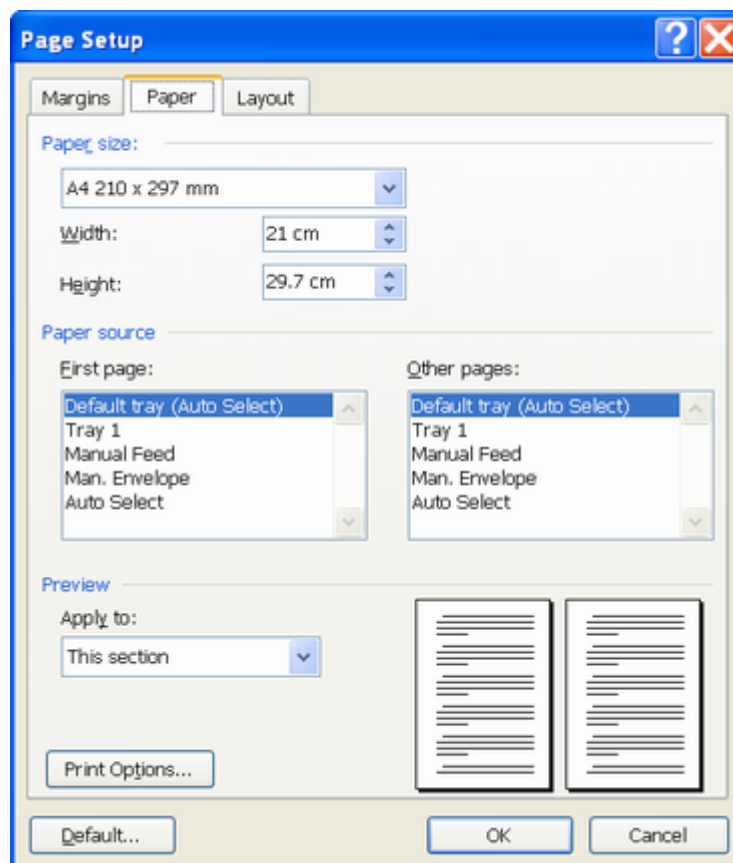 Page Setup
Margins Paper Layout
Paper size:
A4 210 x 297 mm
Width: 21 cm
Height: 29.7 cm
Paper source
First page:
Default tray (Auto Select)
Tray 1
Manual Feed
Man. Envelope
Auto Select
Other pages:
Default tray (Auto Select)
Tray 1
Manual Feed
Man. Envelope
Auto Select
Preview
Apply to:
This section
Print Options...
Default... OK Cancel